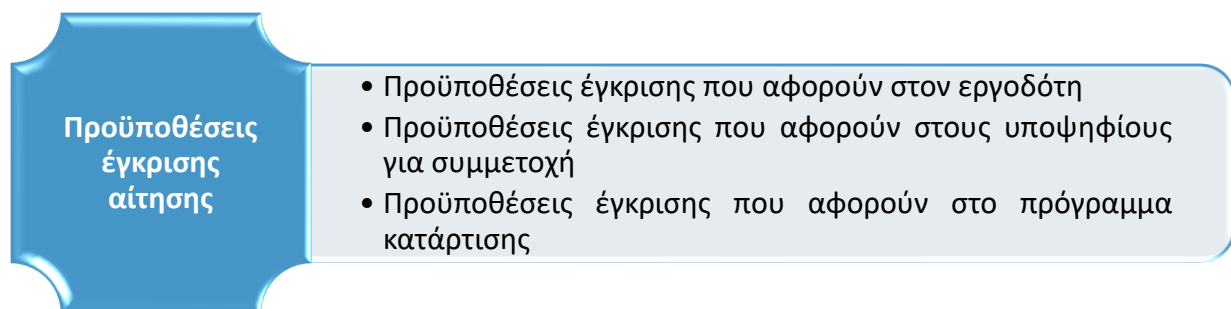 Προϋποθέσεις
έγκρισης
αίτησης
• Προϋποθέσεις έγκρισης που αφορούν στον εργοδότη
• Προϋποθέσεις έγκρισης που αφορούν στους υποψηφίους
για συμμετοχή
• Προϋποθέσεις έγκρισης που αφορούν στο πρόγραμμα
κατάρτισης